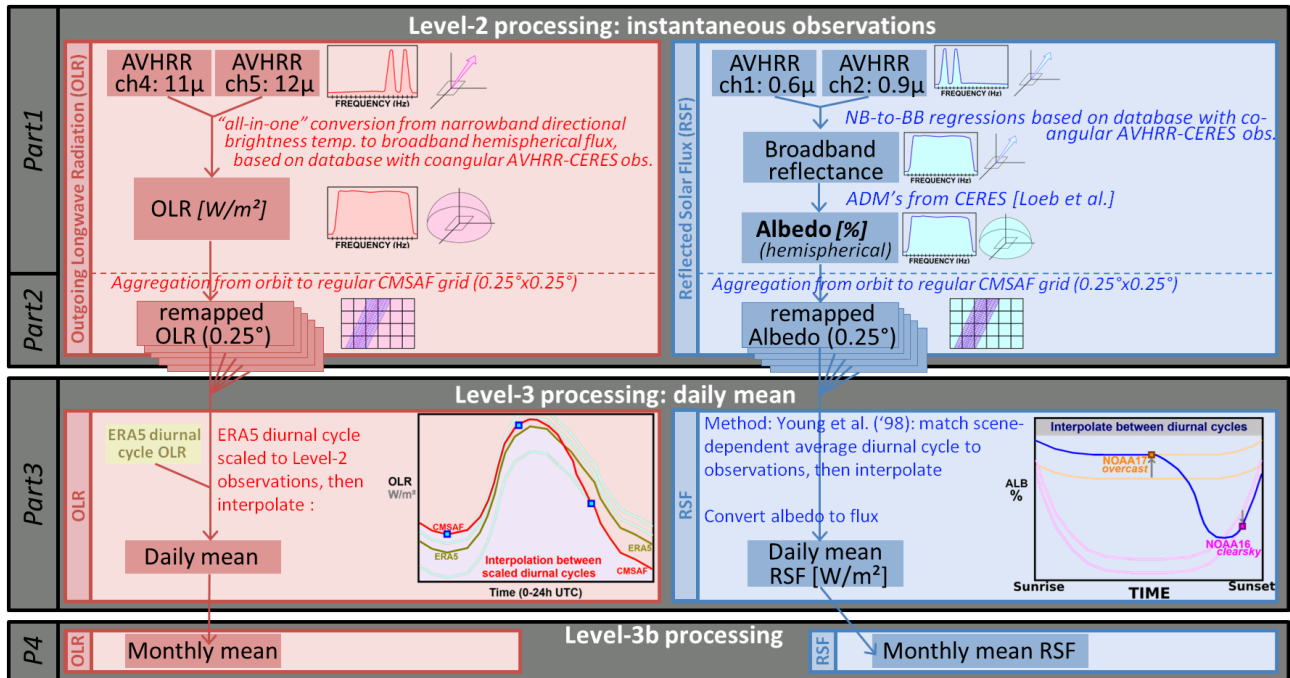 Level-2 processing: instantaneous observations
Part1
Outgoing Longwave Radiation (OLR)
AVHRR
ch4: 11µ
AVHRR
ch5: 12µ
FREQUENCY (Hz)
"all-in-one" conversion from narrowband directional
brightness temp. to broadband hemispherical flux,
based on database with coangular AVHRR-CERES obs.
OLR [W/m²]
FREQUENCY (Hz)
Reflected Solar Flux (RSF)
AVHRR
ch1: 0.6µ
AVHRR
ch2: 0.9µ
FREQUENCY (Hz)
NB-to-BB regressions based on database with co-
angular AVHRR-CERES obs.
Broadband
reflectance
FREQUENCY (Hz)
ADM's from CERES [Loeb et al.]
Albedo [%]
(hemispherical)
FREQUENCY (Hz)
Part2
Aggregation from orbit to regular CMSAF grid (0.25°x0.25°)
remapped
OLR (0.25°)
Aggregation from orbit to regular CMSAF grid (0.25°x0.25°)
remapped
Albedo (0.25°)
Level-3 processing: daily mean
Part3
OLR
ERA5 diurnal
cycle OLR
ERA5 diurnal cycle
scaled to Level-2
observations, then
interpolate :
Daily mean
OLR
W/m²
CMSAF
ERA5
Interpolation between
scaled diurnal cycles
ERA5
CMSAF
Time (0-24h UTC)
RSF
Method: Young et al. ('98): match scene-
dependent average diurnal cycle to
observations, then interpolate
Convert albedo to flux
Daily mean
RSF [W/m²]
Interpolate between diurnal cycles
ALB
%
NOAA17
overcast
NOAA16
clearsky
Sunrise
TIME
Sunset
Level-3b processing
P4
OLR
Monthly mean
RSF
Monthly mean RSF